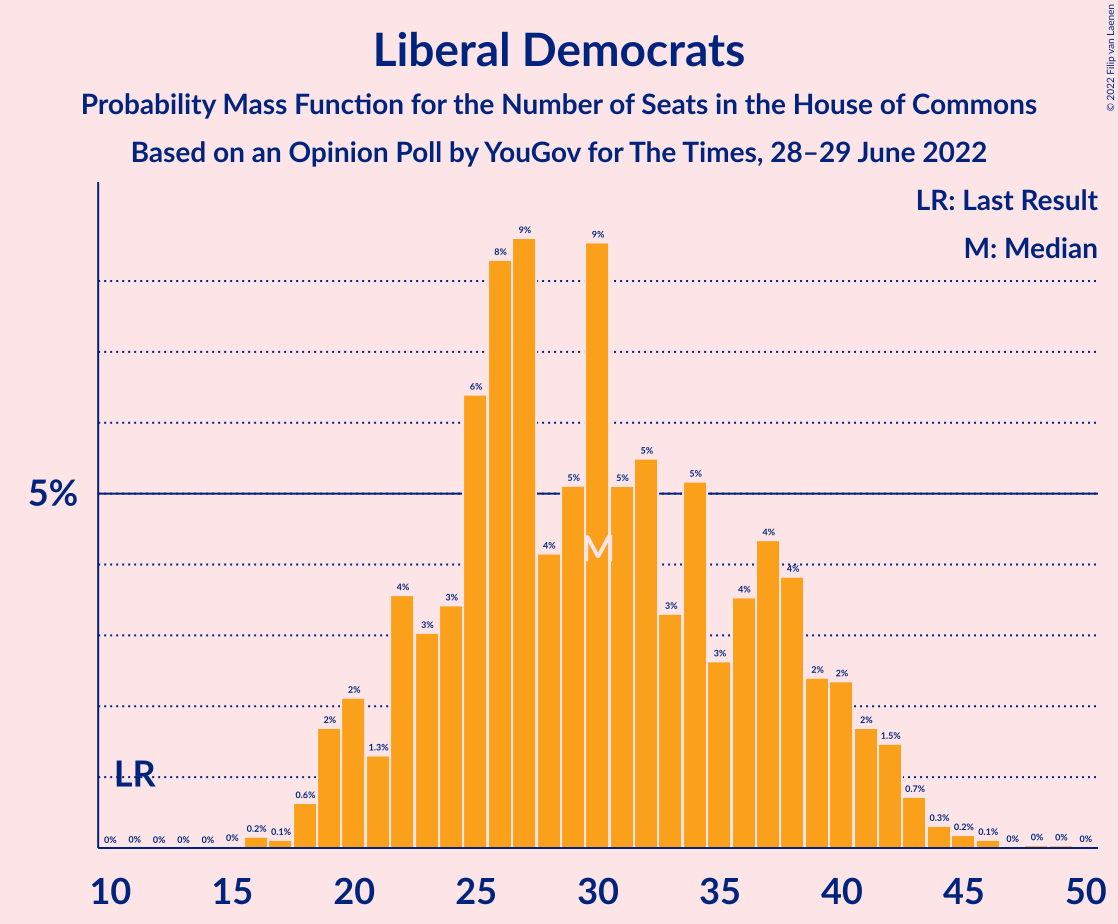 Liberal Democrats
Probability Mass Function for the Number of Seats in the House of Commons
Based on an Opinion Poll by YouGov for The Times, 28–29 June 2022
© 2022 Filip van Laenen
LR: Last Result
M: Median
5%
LR
M
0% 0% 0% 0% 0% 0% 0.2% 0.1% 0.6% 2% 2% 1.3% 4% 3% 3% 6% 8% 9% 4% 5% 9% 5% 5% 3% 5% 3% 4% 4% 4% 2% 2% 2% 1.5% 0.7% 0.3% 0.2% 0.1% 0% 0% 0% 0%
10 15 20 25 30 35 40 45 50